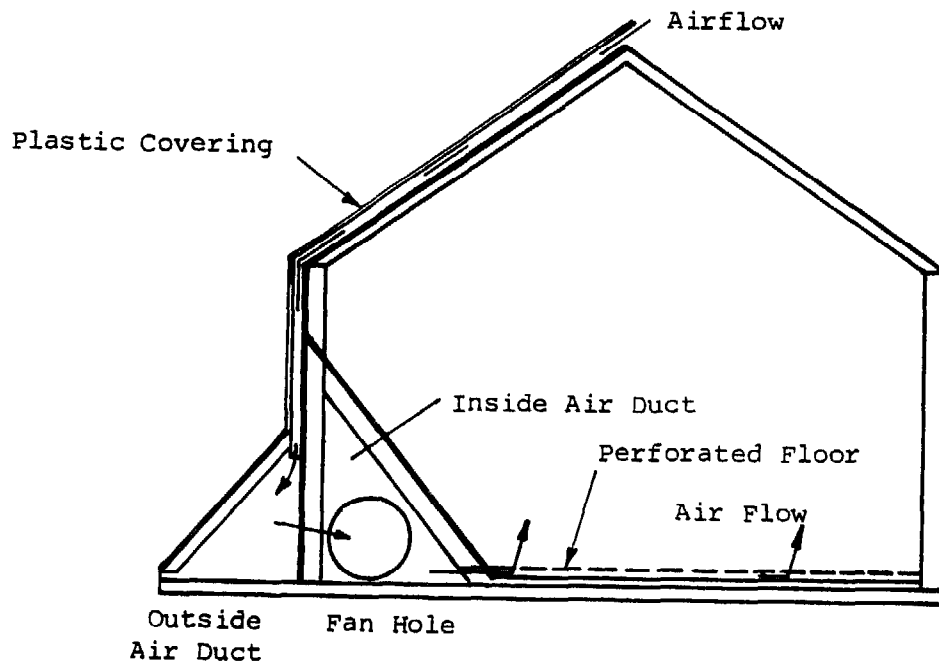 Airflow
Plastic Covering
Inside Air Duct
Perforated Floor
Air Flow
Outside
Air Duct
Fan Hole